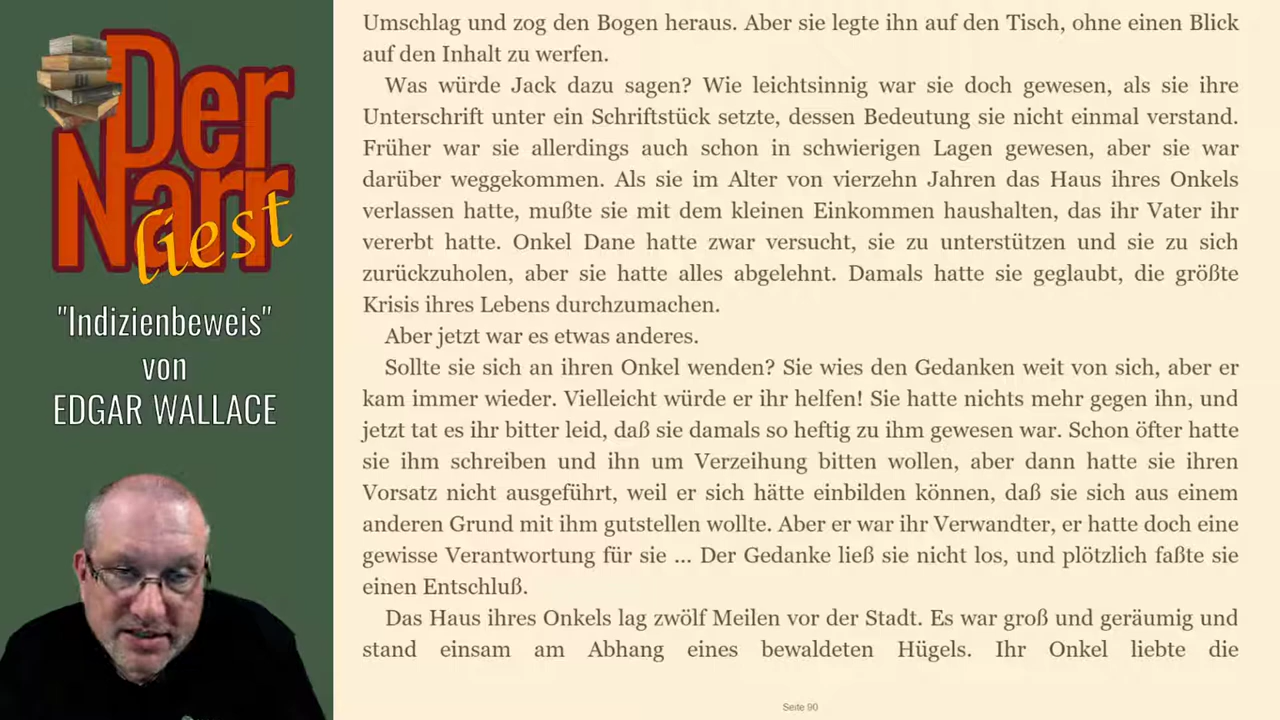 Der
Narr
liest
"Indizienbeweis"
von
EDGAR WALLACE
Umschlag und zog den Bogen heraus. Aber sie legte ihn auf den Tisch, ohne einen Blick
auf den Inhalt zu werfen.
Was würde Jack dazu sagen? Wie leichtsinnig war sie doch gewesen, als sie ihre
Unterschrift unter ein Schriftstück setzte, dessen Bedeutung sie nicht einmal verstand.
Früher war sie allerdings auch schon in schwierigen Lagen gewesen, aber sie war
darüber weggekommen. Als sie im Alter von vierzehn Jahren das Haus ihres Onkels
verlassen hatte, mußte sie mit dem kleinen Einkommen haushalten, das ihr Vater ihr
vererbt hatte. Onkel Dane hatte zwar versucht, sie zu unterstützen und sie zu sich
zurückzuholen, aber sie hatte alles abgelehnt. Damals hatte sie geglaubt, die größte
Krisis ihres Lebens durchzumachen.
Aber jetzt war es etwas anderes.
Sollte sie sich an ihren Onkel wenden? Sie wies den Gedanken weit von sich, aber er
kam immer wieder. Vielleicht würde er ihr helfen! Sie hatte nichts mehr gegen ihn, und
jetzt tat es ihr bitter leid, daß sie damals so heftig zu ihm gewesen war. Schon öfter hatte
sie ihm schreiben und ihn um Verzeihung bitten wollen, aber dann hatte sie ihren
Vorsatz nicht ausgeführt, weil er sich hätte einbilden können, daß sie sich aus einem
anderen Grund mit ihm gutstellen wollte. Aber er war ihr Verwandter, er hatte doch eine
gewisse Verantwortung für sie ... Der Gedanke ließ sie nicht los, und plötzlich faßte sie
einen Entschluß.
Das Haus ihres Onkels lag zwölf Meilen vor der Stadt. Es war groß und geräumig und
stand einsam am Abhang eines bewaldeten Hügels. Ihr Onkel liebte die
Seite 90